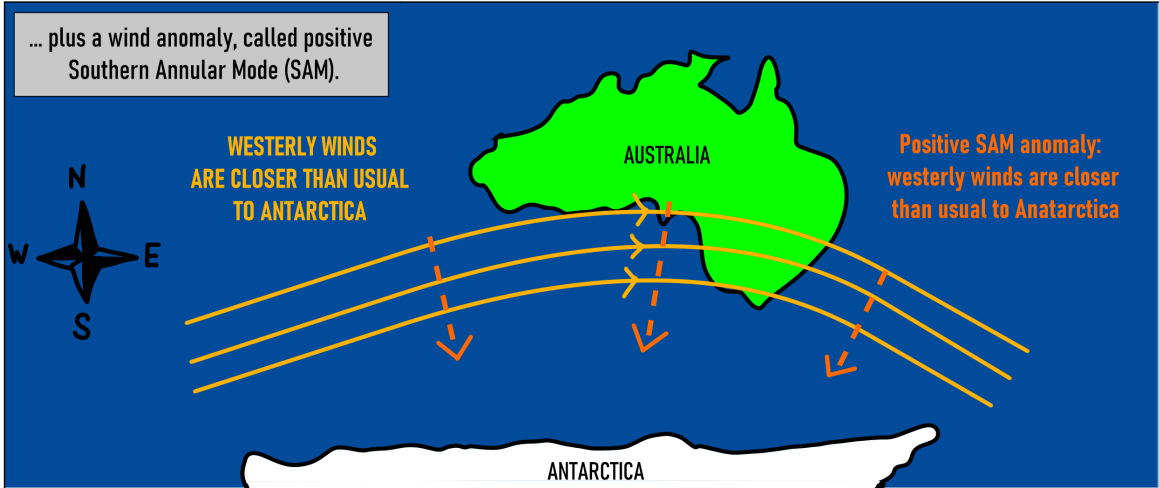 ... plus a wind anomaly, called positive
Southern Annular Mode (SAM).
WESTERLY WINDS
ARE CLOSER THAN USUAL
TO ANTARCTICA
AUSTRALIA
Positive SAM anomaly:
westerly winds are closer
than usual to Anatarctica
N
W
E
S
ANTARCTICA